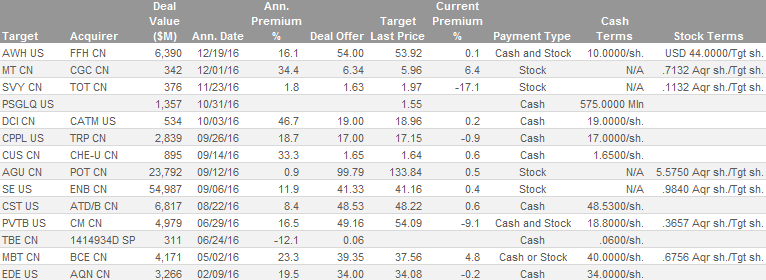 Deal Ann. Target Current
Value Premium Last Price Premium Cash
Target Acquirer ($M) Ann. Date % Deal Offer % Payment Type Terms Stock Terms
AWH US FFH CN 6,390 12/19/16 16.1 54.00 53.92 0.1 Cash and Stock 10.0000/sh. USD 44.0000/Tgt sh.
MT CN CGC CN 342 12/01/16 34.4 6.34 5.96 6.4 Stock N/A .7132 Aqr sh./Tgt sh.
SVY CN TOT CN 376 11/23/16 1.8 1.63 1.97 -17.1 Stock N/A .1132 Aqr sh./Tgt sh.
PSGLQ US 1,357 10/31/16 1.55 Cash 575.0000 Mln
DCI CN CATM US 534 10/03/16 46.7 19.00 18.96 0.2 Cash 19.0000/sh.
CPPL US TRP CN 2,839 09/26/16 18.7 17.00 17.15 -0.9 Cash 17.0000/sh.
CUS CN CHE-U CN 895 09/14/16 33.3 1.65 1.64 0.6 Cash 1.6500/sh.
AGU CN POT CN 23,792 09/12/16 0.9 99.79 133.84 0.5 Stock N/A 5.5750 Aqr sh./Tgt sh.
SE US ENB CN 54,987 09/06/16 11.9 41.33 41.16 0.4 Stock N/A .9840 Aqr sh./Tgt sh.
CST US ATD/B CN 6,817 08/22/16 8.4 48.53 48.22 0.6 Cash 48.5300/sh.
PVTB US CM CN 4,979 06/29/16 16.5 49.16 54.09 -9.1 Cash and Stock 18.8000/sh. .3657 Aqr sh./Tgt sh.
TBE CN 1414934D SP 311 06/24/16 -12.1 0.06 Cash .0600/sh.
MBT CN BCE CN 4,171 05/02/16 23.3 39.35 37.56 4.8 Cash or Stock 40.0000/sh. .6756 Aqr sh./Tgt sh.
EDE US AQN CN 3,266 02/09/16 19.5 34.00 34.08 -0.2 Cash 34.0000/sh.